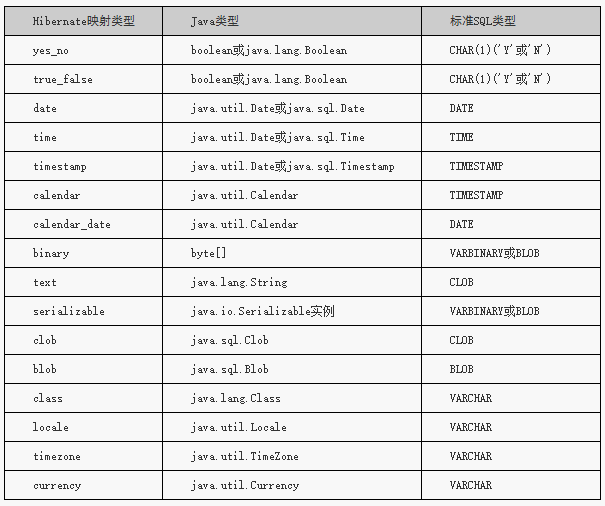 Hibernate映射类型 Java类型 标准SQL类型
yes_no boolean或java.lang.Boolean CHAR(1)('Y'或'N')
true_false boolean或java.lang.Boolean CHAR(1)('Y'或'N')
date java.util.Date或java.sql.Date DATE
time java.util.Date或java.sql.Time TIME
timestamp java.util.Date或java.sql.Timestamp TIMESTAMP
calendar java.util.Calendar TIMESTAMP
calendar_date java.util.Calendar DATE
binary byte[] VARBINARY或BLOB
text java.lang.String CLOB
serializable java.io.Serializable实例 VARBINARY或BLOB
clob java.sql.Clob CLOB
blob java.sql.Blob BLOB
class java.lang.Class VARCHAR
locale java.util.Locale VARCHAR
timezone java.util.TimeZone VARCHAR
currency java.util.Currency VARCHAR